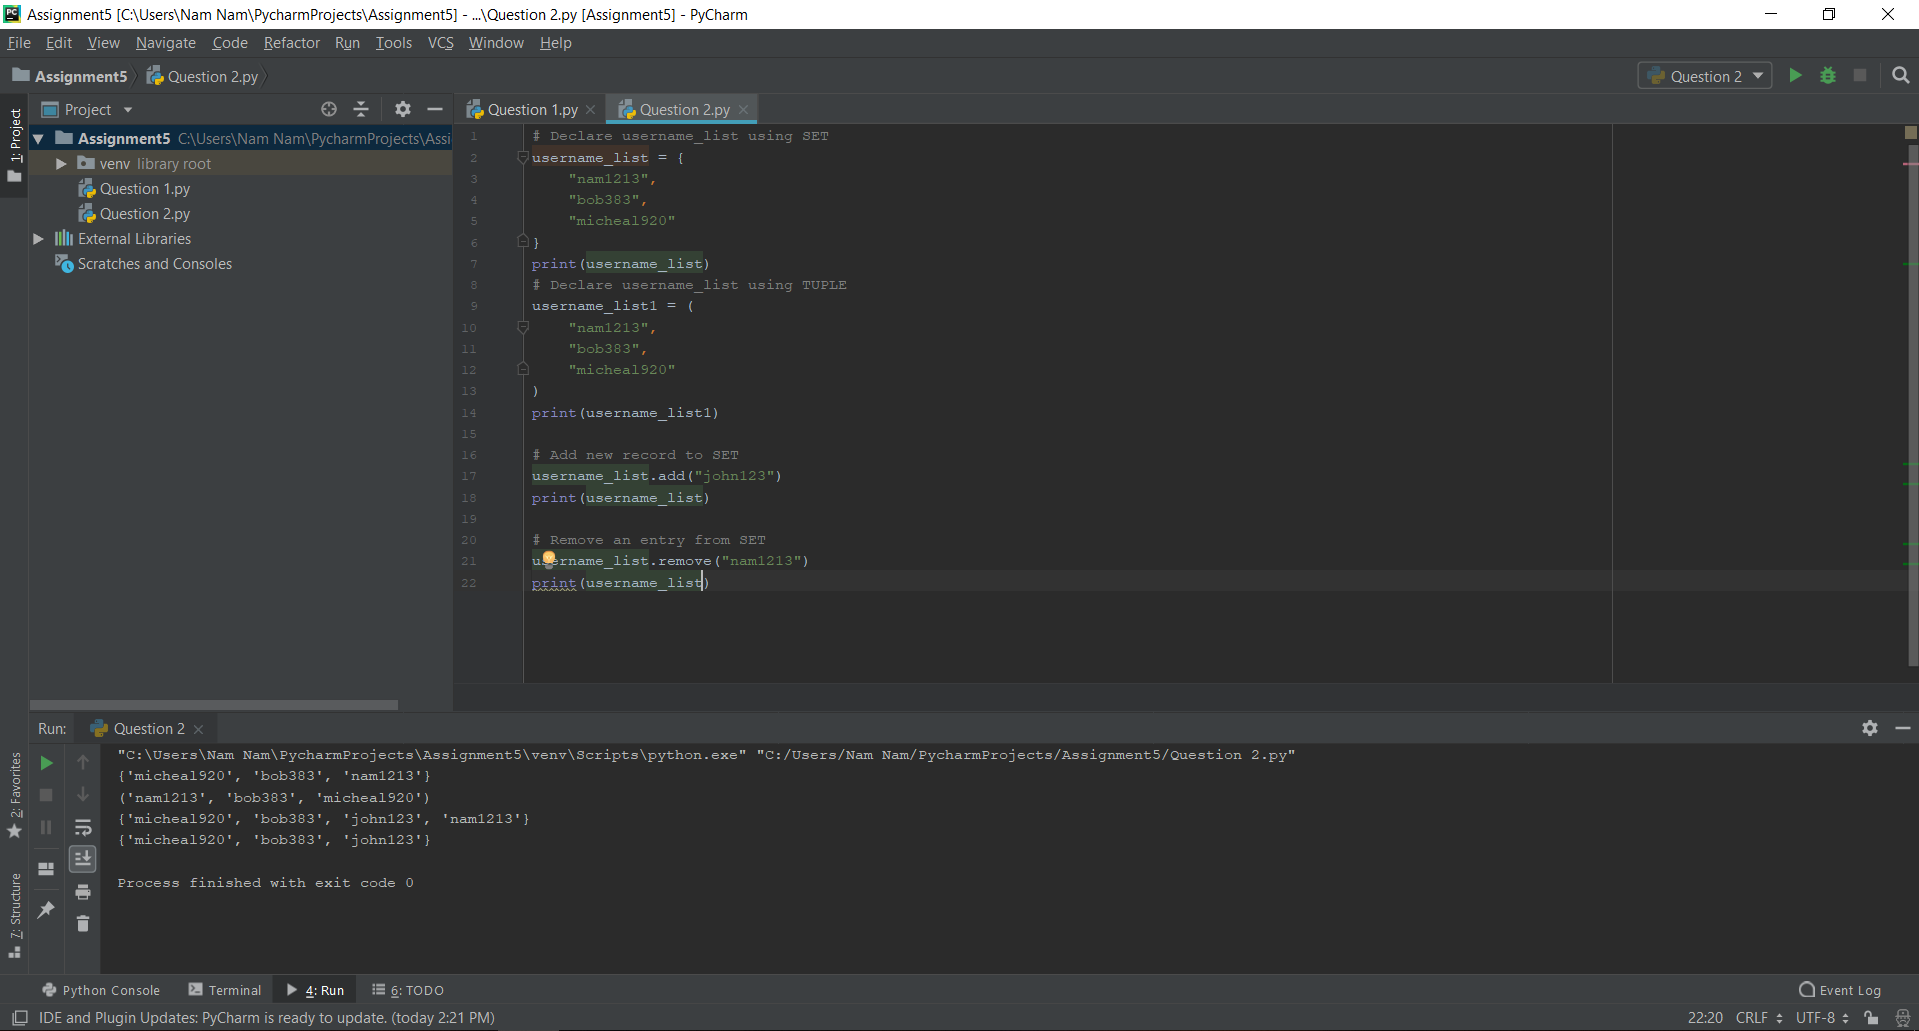 PC Assignment5 [C:\Users\Nam Nam\PycharmProjects\Assignment5] - ...\Question 2.py [Assignment5] - PyCharm
File Edit View Navigate Code Refactor Run Tools VCS Window Help
Assignment5 Question 2.py Question 2
Project Question 1.py Question 2.py
1: Project
Assignment5 C:\Users\Nam Nam\PycharmProjects\Assi
venv library root
Question 1.py
Question 2.py
External Libraries
Scratches and Consoles
1 # Declare username_list using SET
2 username_list = {
3 "nam1213",
4 "bob383",
5 "micheal920"
6 }
7 print(username_list)
8 # Declare username_list using TUPLE
9 username_list1 = (
10 "nam1213",
11 "bob383",
12 "micheal920"
13 )
14 print(username_list1)
15
16 # Add new record to SET
17 username_list.add("john123")
18 print(username_list)
19
20 # Remove an entry from SET
21 username_list.remove("nam1213")
22 print(username_list)
Run: Question 2
"C:\Users\Nam Nam\PycharmProjects\Assignment5\venv\Scripts\python.exe" "C:/Users/Nam Nam/PycharmProjects/Assignment5/Question 2.py"
{'micheal920', 'bob383', 'nam1213'}
('nam1213', 'bob383', 'micheal920')
{'micheal920', 'bob383', 'john123', 'nam1213'}
{'micheal920', 'bob383', 'john123'}
Process finished with exit code 0
2: Favorites
7: Structure
Python Console Terminal 4: Run 6: TODO Event Log
IDE and Plugin Updates: PyCharm is ready to update. (today 2:21 PM) 22:20 CRLF UTF-8